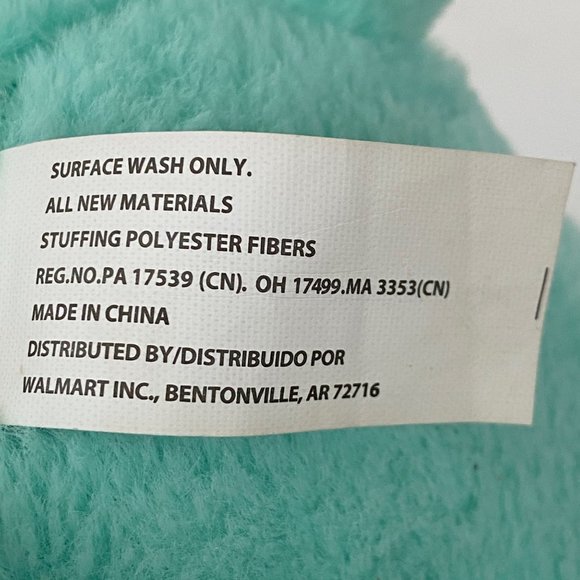 SURFACE WASH ONLY.
ALL NEW MATERIALS
STUFFING POLYESTER FIBERS
REG.NO.PA 17539 (CN). OH 17499.MA 3353(CN)
MADE IN CHINA
DISTRIBUTED BY/DISTRIBUIDO POR
WALMART INC., BENTONVILLE, AR 72716